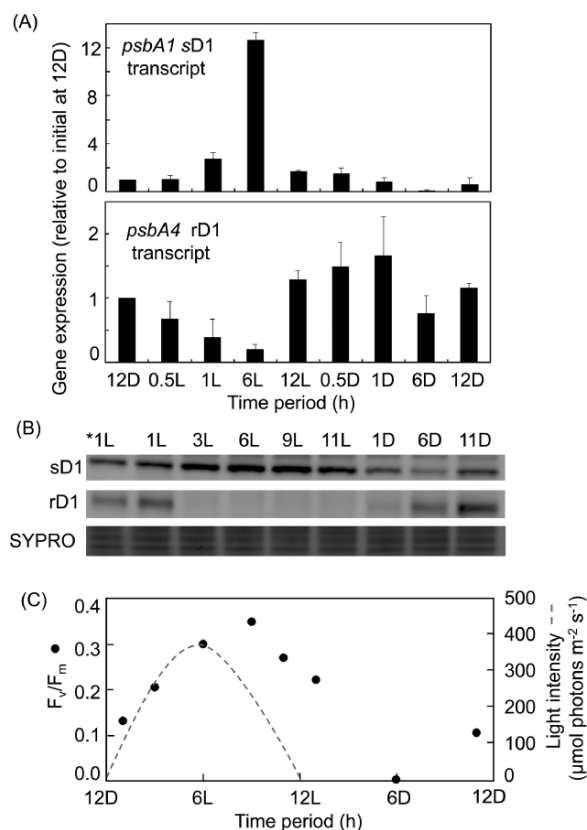 (A)
psbA1 sD1
transcript
12
8
4
0
psbA4 rD1
transcript
2
1
0
Gene expression (relative to initial at 12D)
12D 0.5L 1L 6L 12L 0.5D 1D 6D 12D
Time period (h)
(B)
*1L 1L 3L 6L 9L 11L 1D 6D 11D
sD1
rD1
SYPRO
(C)
0.4
0.3
0.2
0.1
0.0
Fv/Fm
500
400
300
200
100
0
Light intensity
(μmol photons m-2 s-1)
12D 6L 12L 6D 12D
Time period (h)